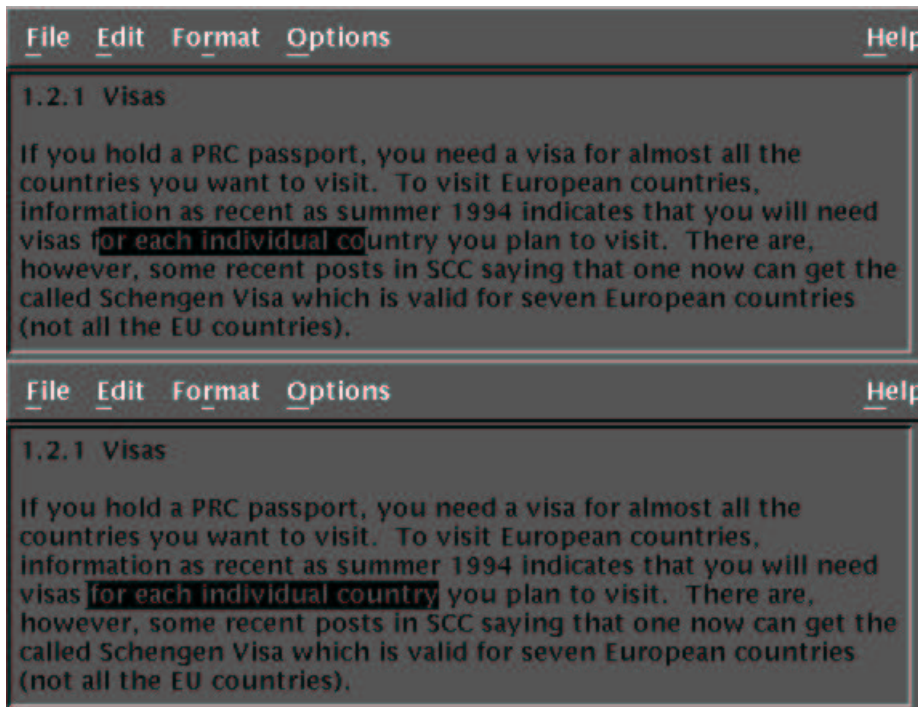 File Edit Format Options Help
1.2.1 Visas
If you hold a PRC passport, you need a visa for almost all the
countries you want to visit. To visit European countries,
information as recent as summer 1994 indicates that you will need
visas for each individual country you plan to visit. There are,
however, some recent posts in SCC saying that one now can get the
called Schengen Visa which is valid for seven European countries
(not all the EU countries).
File Edit Format Options Help
1.2.1 Visas
If you hold a PRC passport, you need a visa for almost all the
countries you want to visit. To visit European countries,
information as recent as summer 1994 indicates that you will need
visas for each individual country you plan to visit. There are,
however, some recent posts in SCC saying that one now can get the
called Schengen Visa which is valid for seven European countries
(not all the EU countries).